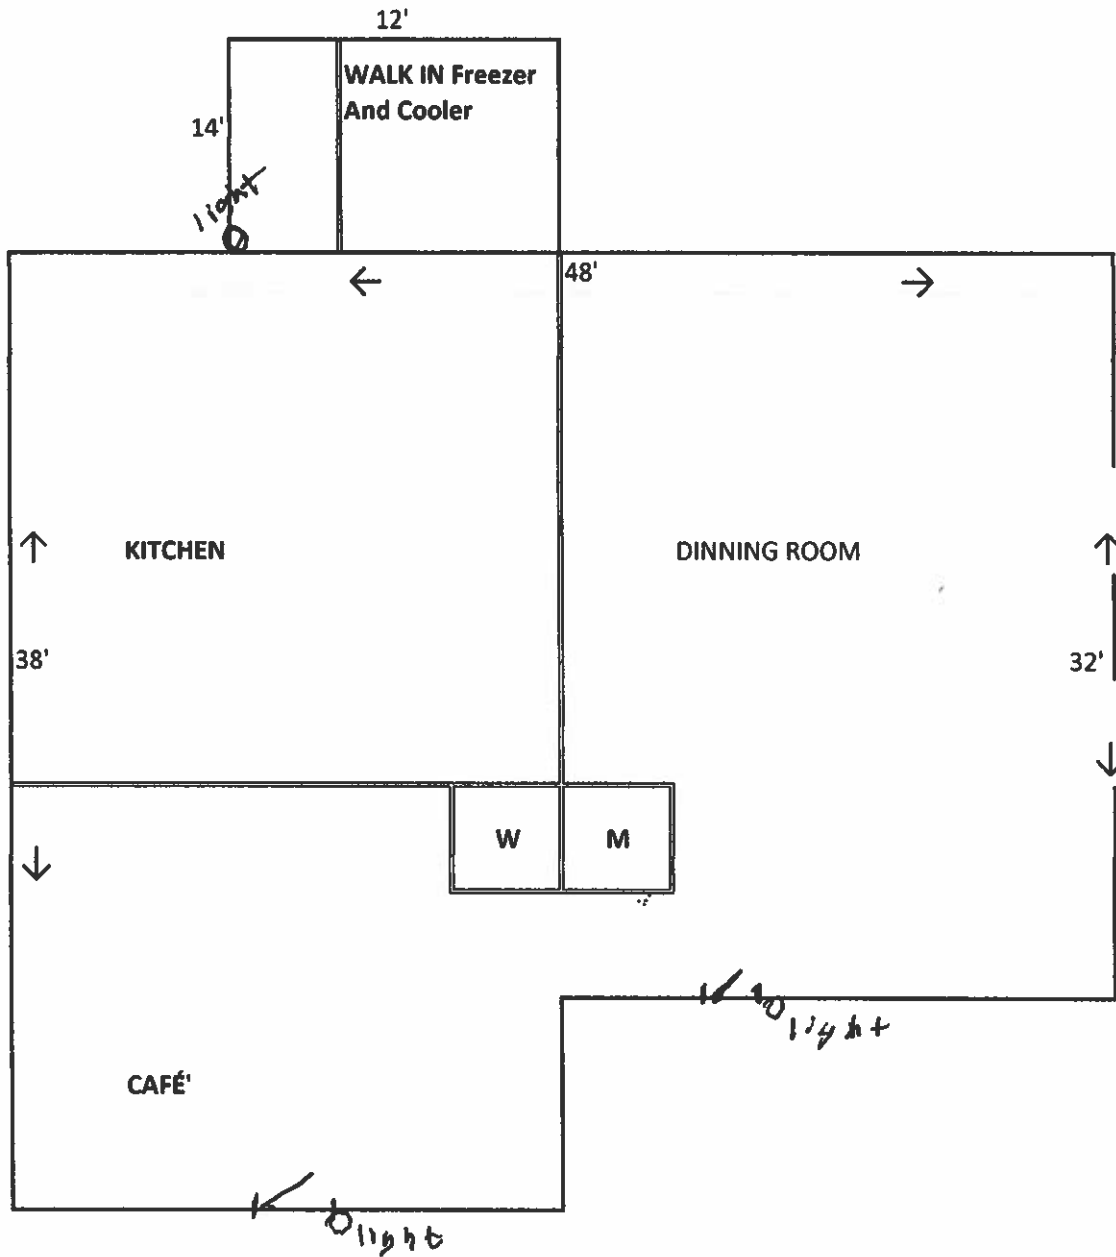 12'
WALK IN Freezer
And Cooler
14'
light
48'
KITCHEN
DINNING ROOM
38'
32'
W
M
light
CAFÉ'
light